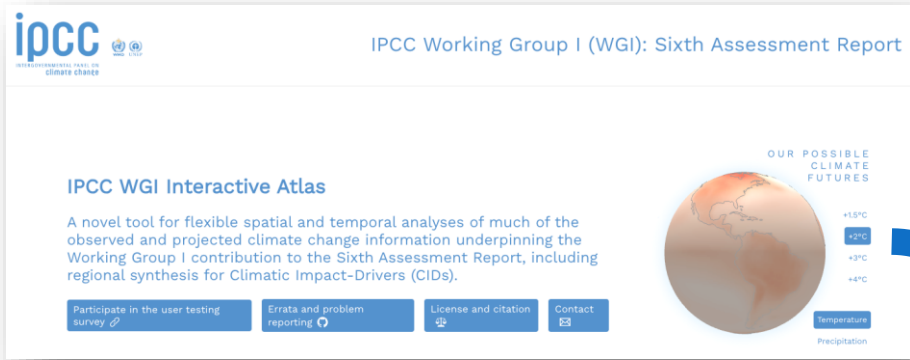 ipcc
INTERGOVERNMENTAL PANEL ON
climate change
IPCC Working Group I (WGI): Sixth Assessment Report
OUR POSSIBLE
CLIMATE
FUTURES
IPCC WGI Interactive Atlas
A novel tool for flexible spatial and temporal analyses of much of the
observed and projected climate change information underpinning the
Working Group I contribution to the Sixth Assessment Report, including
regional synthesis for Climatic Impact-Drivers (CIDs).
+1.5°C
+2°C
+3°C
+4°C
Participate in the user testing
survey
Errata and problem
reporting
License and citation
Contact
Temperature
Precipitation